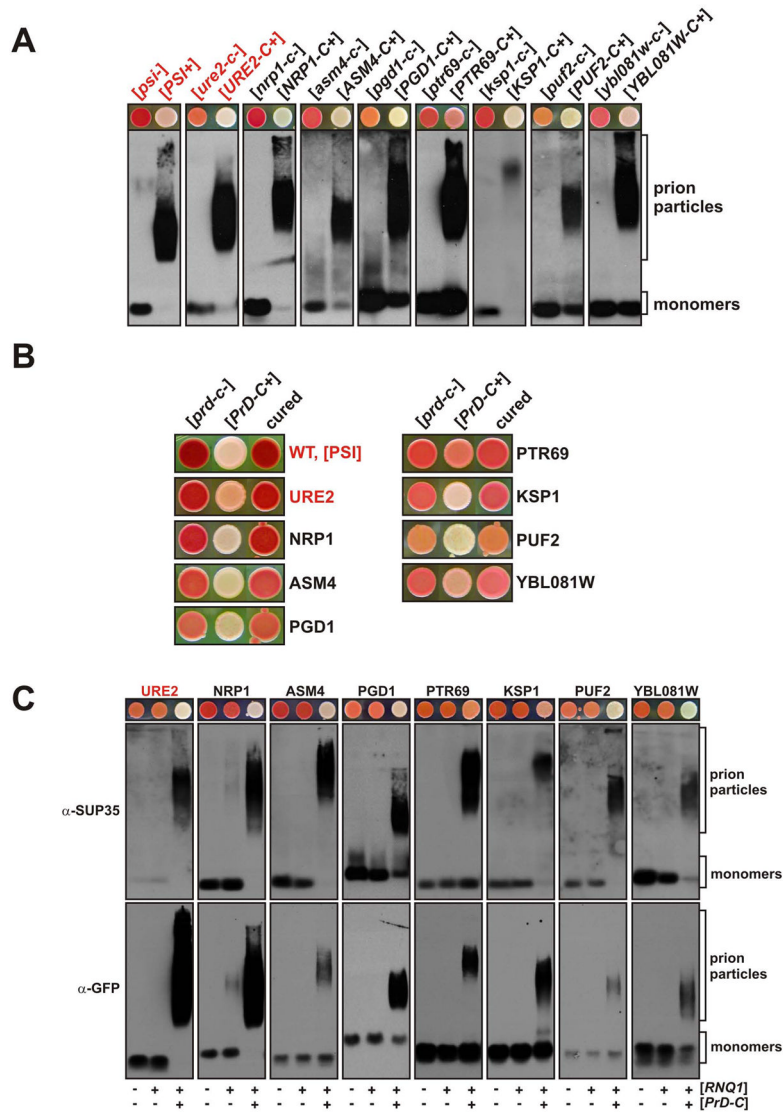 A
[psi-]
[PSI+]
[ure2-c-]
[URE2-C+]
[nrp1-c-]
[NRP1-C+]
[asm4-c-]
[ASM4-C+]
[pgd1-c-]
[PGD1-C+]
[ptr69-c-]
[PTR69-C+]
[ksp1-c-]
[KSP1-C+]
[puf2-c-]
[PUF2-C+]
[ybl081w-c-]
[YBL081W-C+]
prion
particles
monomers
B
[prd-c-]
[PrD-C+]
cured
WT, [PSI]
URE2
NRP1
ASM4
PGD1
[prd-c-]
[PrD-C+]
cured
PTR69
KSP1
PUF2
YBL081W
C
URE2 NRP1 ASM4 PGD1 PTR69 KSP1 PUF2 YBL081W
α-SUP35
prion
particles
monomers
α-GFP
prion
particles
monomers
- + + - + + - + + - + + - + + - + + - + + - + + [RNQ1]
- - + - - + - - + - - + - - + - - + - - + - - + [PrD-C]